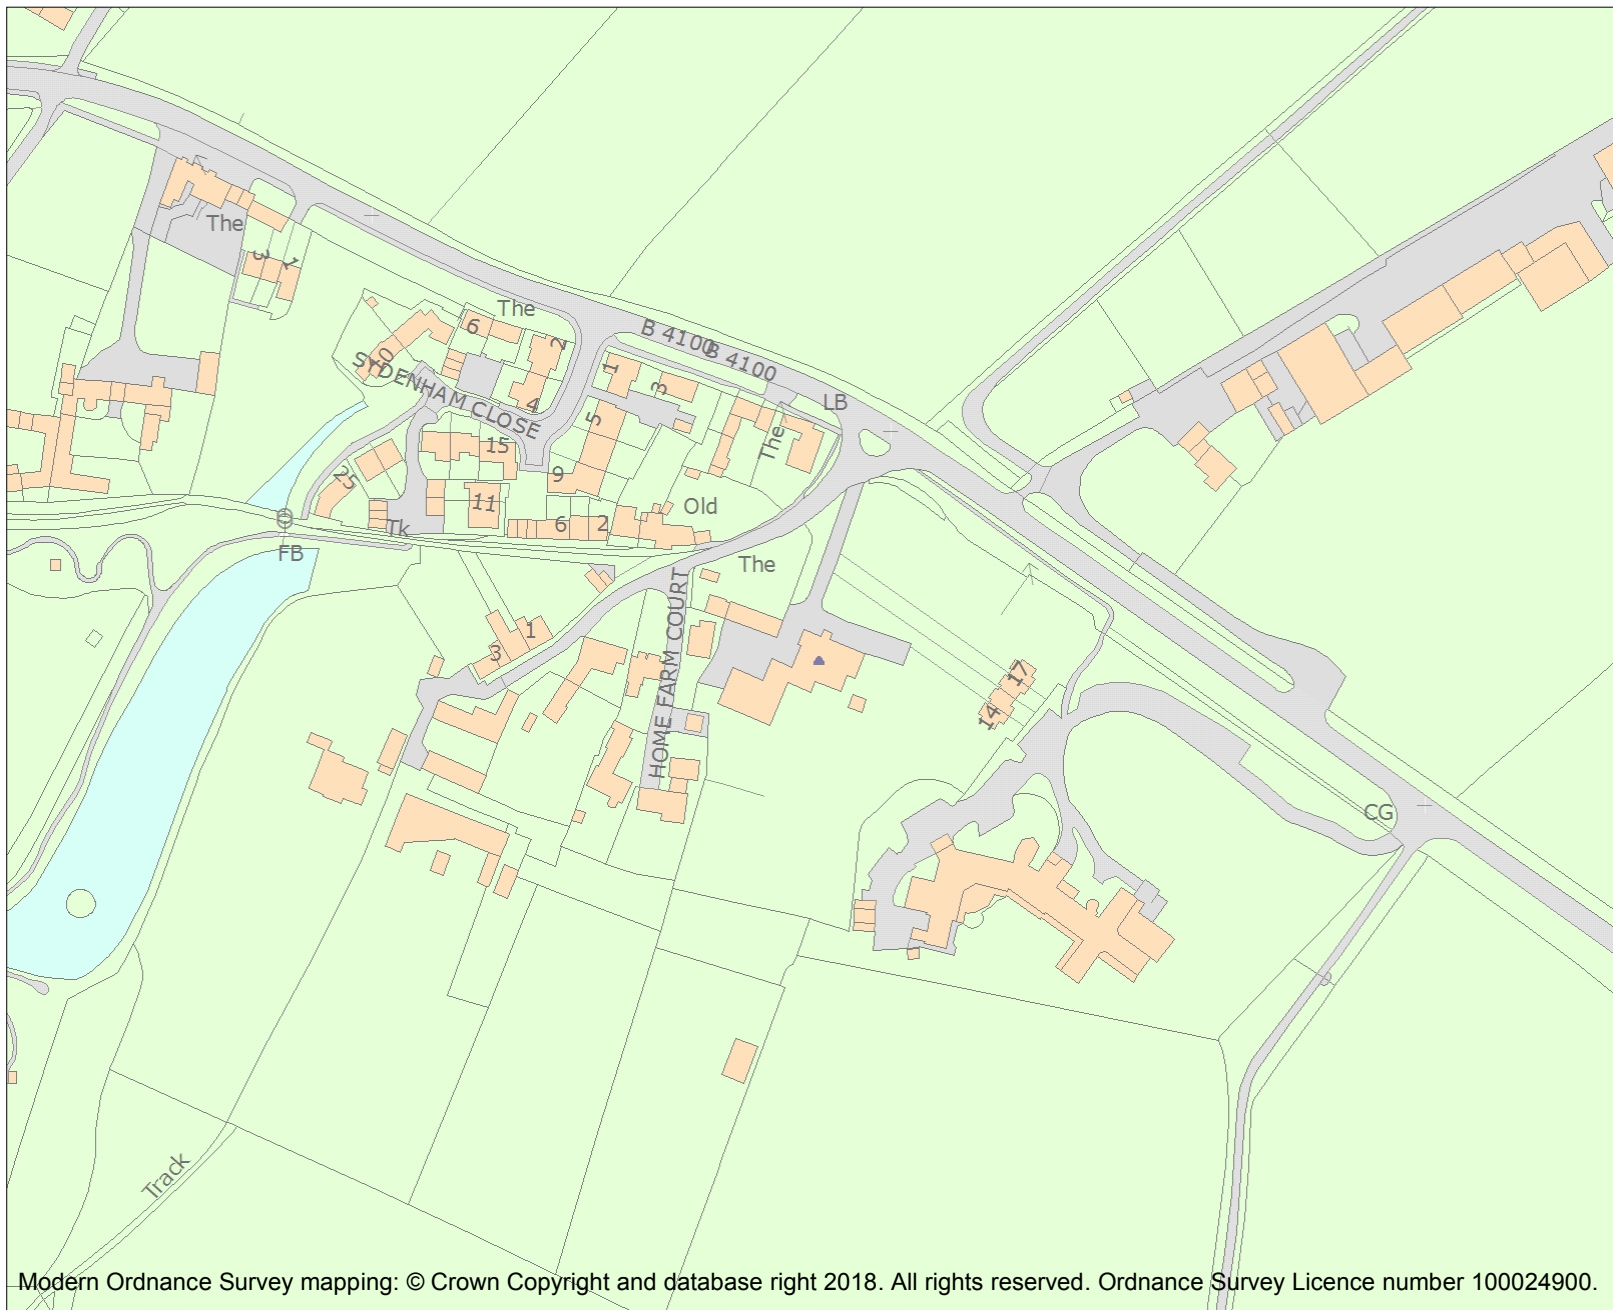 The
3
1
The
6
2
10
SYDENHAM CLOSE
4
B 4100
B 4100
1
3
5
LB
The
15
9
25
11
Old
6
2
Tk
FB
The
HOME FARM COURT
1
3
17
14
CG
Track
Modern Ordnance Survey mapping: © Crown Copyright and database right 2018. All rights reserved. Ordnance Survey Licence number 100024900.